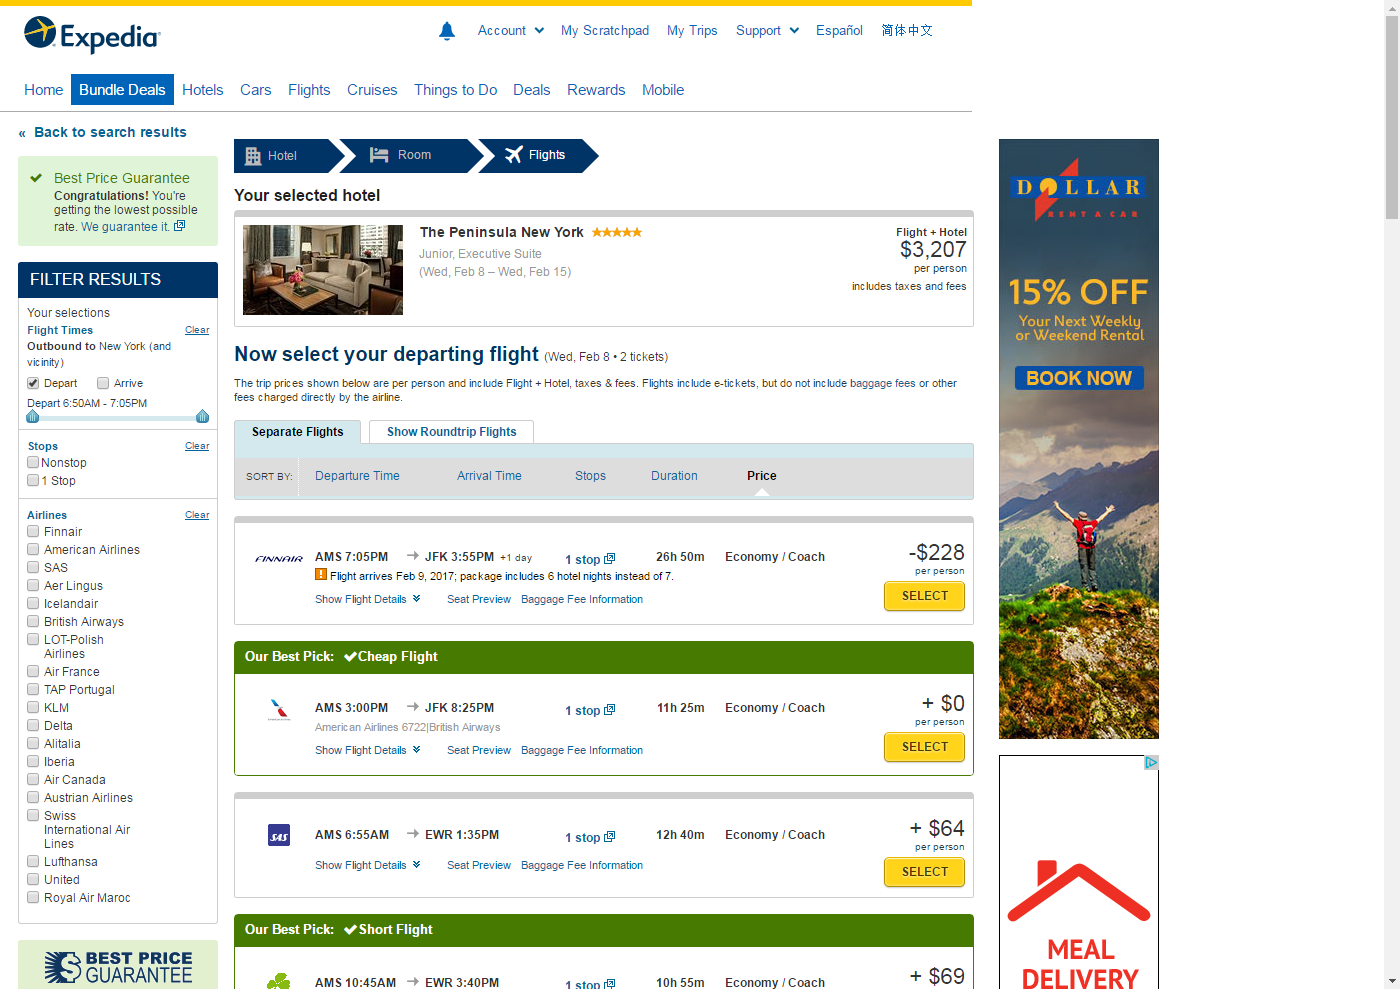 Expedia
Account
My Scratchpad
My Trips
Support
Español
简体中文
Home
Bundle Deals
Hotels
Cars
Flights
Cruises
Things to Do
Deals
Rewards
Mobile
« Back to search results
Best Price Guarantee
Congratulations! You're
getting the lowest possible
rate. We guarantee it.
FILTER RESULTS
Your selections
Flight Times Clear
Outbound to New York (and
vicinity)
Depart Arrive
Depart 6:50AM - 7:05PM
Stops Clear
Nonstop
1 Stop
Airlines Clear
Finnair
American Airlines
SAS
Aer Lingus
Icelandair
British Airways
LOT-Polish
Airlines
Air France
TAP Portugal
KLM
Delta
Alitalia
Iberia
Air Canada
Austrian Airlines
Swiss
International Air
Lines
Lufthansa
United
Royal Air Maroc
BEST PRICE
GUARANTEE
Hotel
Room
Flights
Your selected hotel
The Peninsula New York
Junior, Executive Suite
(Wed, Feb 8 – Wed, Feb 15)
Flight + Hotel
$3,207
per person
includes taxes and fees
Now select your departing flight (Wed, Feb 8 • 2 tickets)
The trip prices shown below are per person and include Flight + Hotel, taxes & fees. Flights include e-tickets, but do not include baggage fees or other
fees charged directly by the airline.
Separate Flights
Show Roundtrip Flights
SORT BY: Departure Time Arrival Time Stops Duration Price
FINNAIR
AMS 7:05PM JFK 3:55PM +1 day 1 stop 26h 50m Economy / Coach -$228
per person
Flight arrives Feb 9, 2017; package includes 6 hotel nights instead of 7.
Show Flight Details Seat Preview Baggage Fee Information
SELECT
Our Best Pick: Cheap Flight
AMS 3:00PM JFK 8:25PM 1 stop 11h 25m Economy / Coach + $0
per person
American Airlines 6722|British Airways
Show Flight Details Seat Preview Baggage Fee Information
SELECT
SAS
AMS 6:55AM EWR 1:35PM 1 stop 12h 40m Economy / Coach + $64
per person
Show Flight Details Seat Preview Baggage Fee Information
SELECT
Our Best Pick: Short Flight
AMS 10:45AM EWR 3:40PM 1 stop 10h 55m Economy / Coach + $69
DOLLAR
RENT A CAR
15% OFF
Your Next Weekly
or Weekend Rental
BOOK NOW
MEAL
DELIVERY